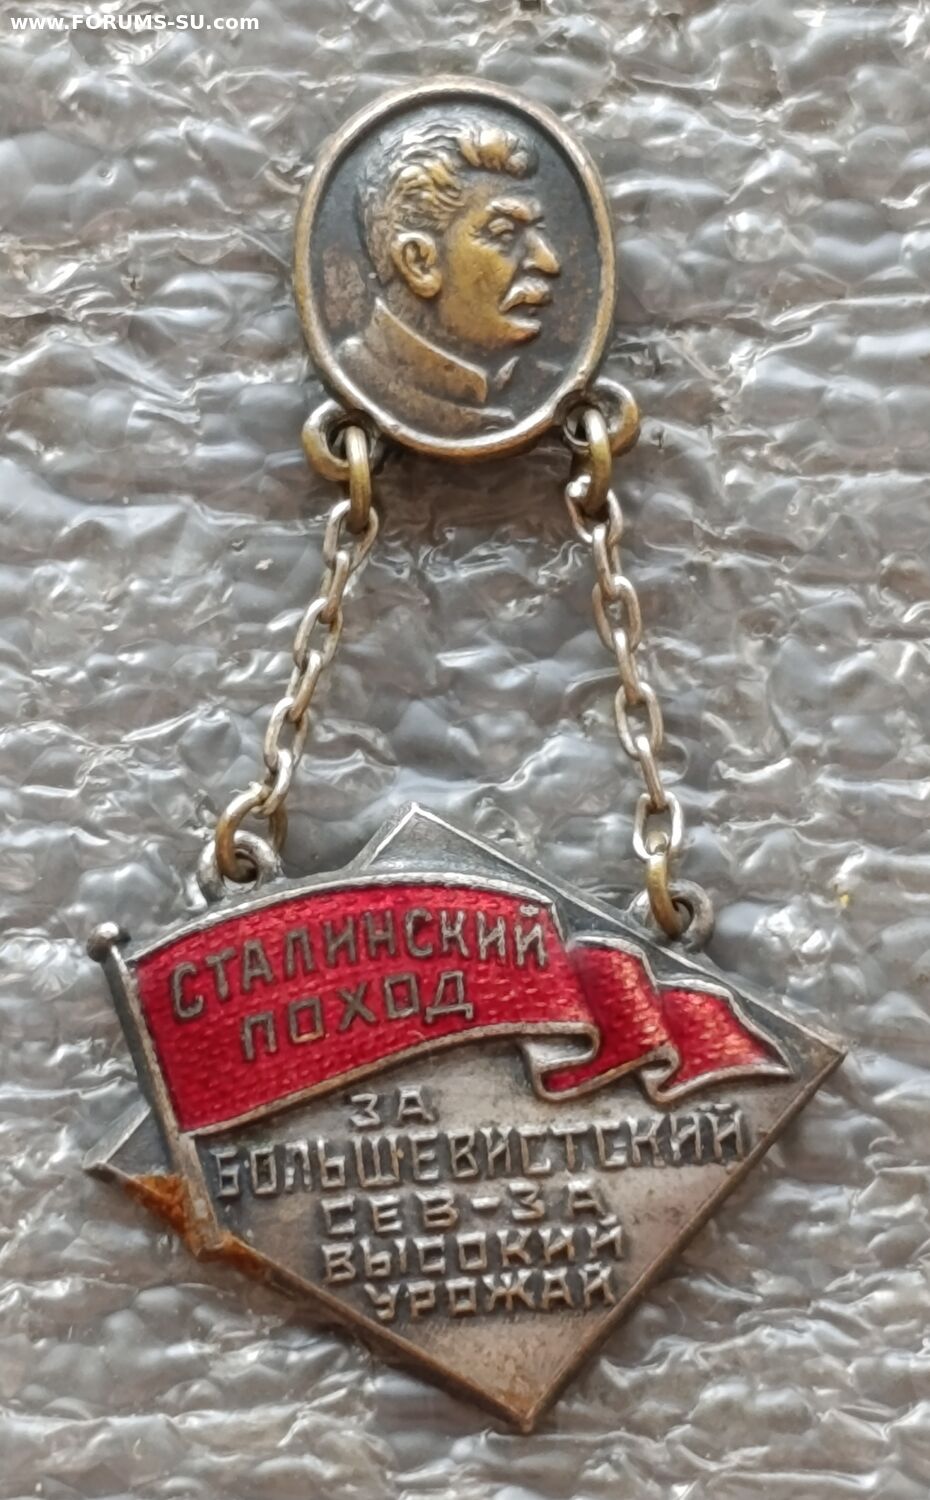 www.FORUMS-SU.com
СТАЛИНСКИЙ
ПОХОД
ЗА
БОЛЬШЕВИСТСКИЙ
СЕВ-ЗА
ВЫСОКИЙ
УРОЖАЙ